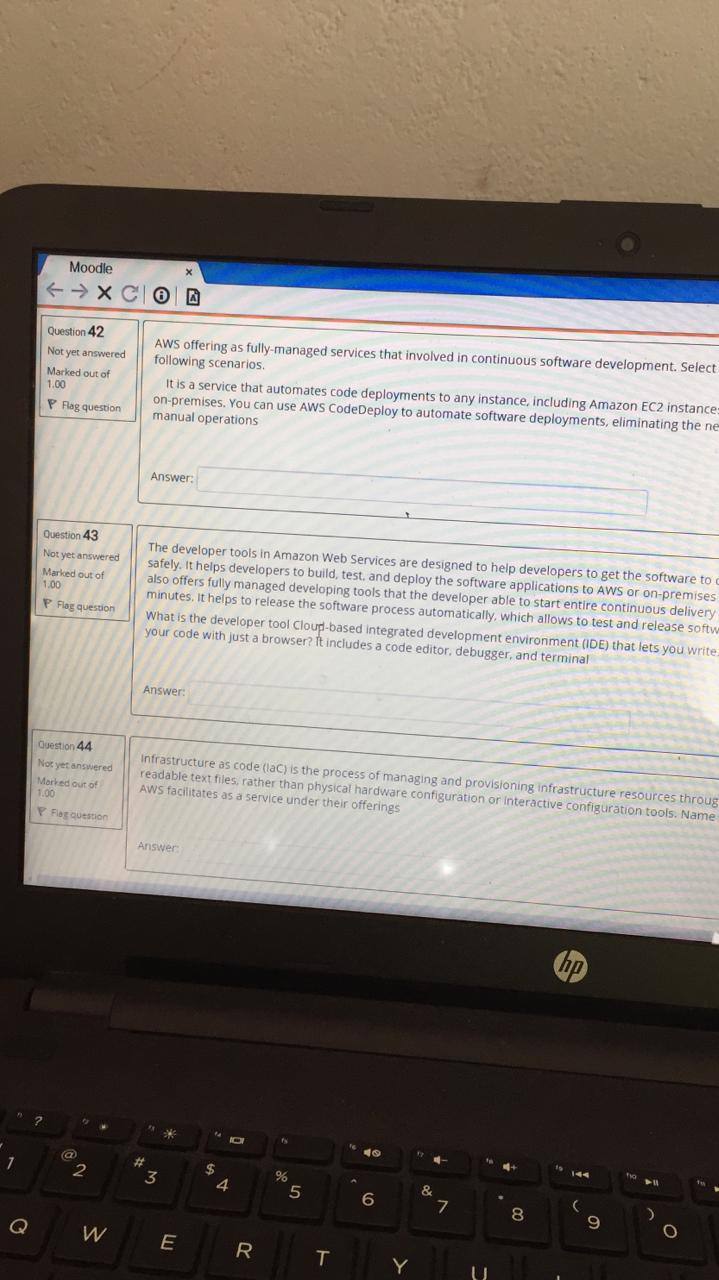 Moodle
Question 42
Not yet answered
Marked out of
1.00
Flag question
AWS offering as fully-managed services that involved in continuous software development. Select
following scenarios.
It is a service that automates code deployments to any instance, including Amazon EC2
on-premises. You can use AWS CodeDeploy to automate software deployments, eliminating the
manual operations
Answer:
Question 43
Not yet answered
Marked out of
1.00
Flag question
The developer tools in Amazon Web Services are designed to help developers to get the software to
safely. It helps developers to build, test, and deploy the software applications to AWS or on-premises
also offers fully managed developing tools that the developer able to start entire continuous delivery
minutes. It helps to release the software process automatically, which allows to test and release
What is the developer tool Cloud-based integrated development environment (IDE) that lets you write,
your code with just a browser? It includes a code editor, debugger, and terminal
Answer:
Question 44
Not yet answered
Marked out of
1.00
Flag question
Infrastructure as code (IaC) is the process of managing and provisioning infrastructure resources
readable text files, rather than physical hardware configuration or interactive configuration tools. Name
AWS facilitates as a service under their offerings
Answer:
hp
?
1
@ 2
# 3
$ 4
% 5
^ 6
& 7
* 8
( 9
) 0
Q W E R T Y U